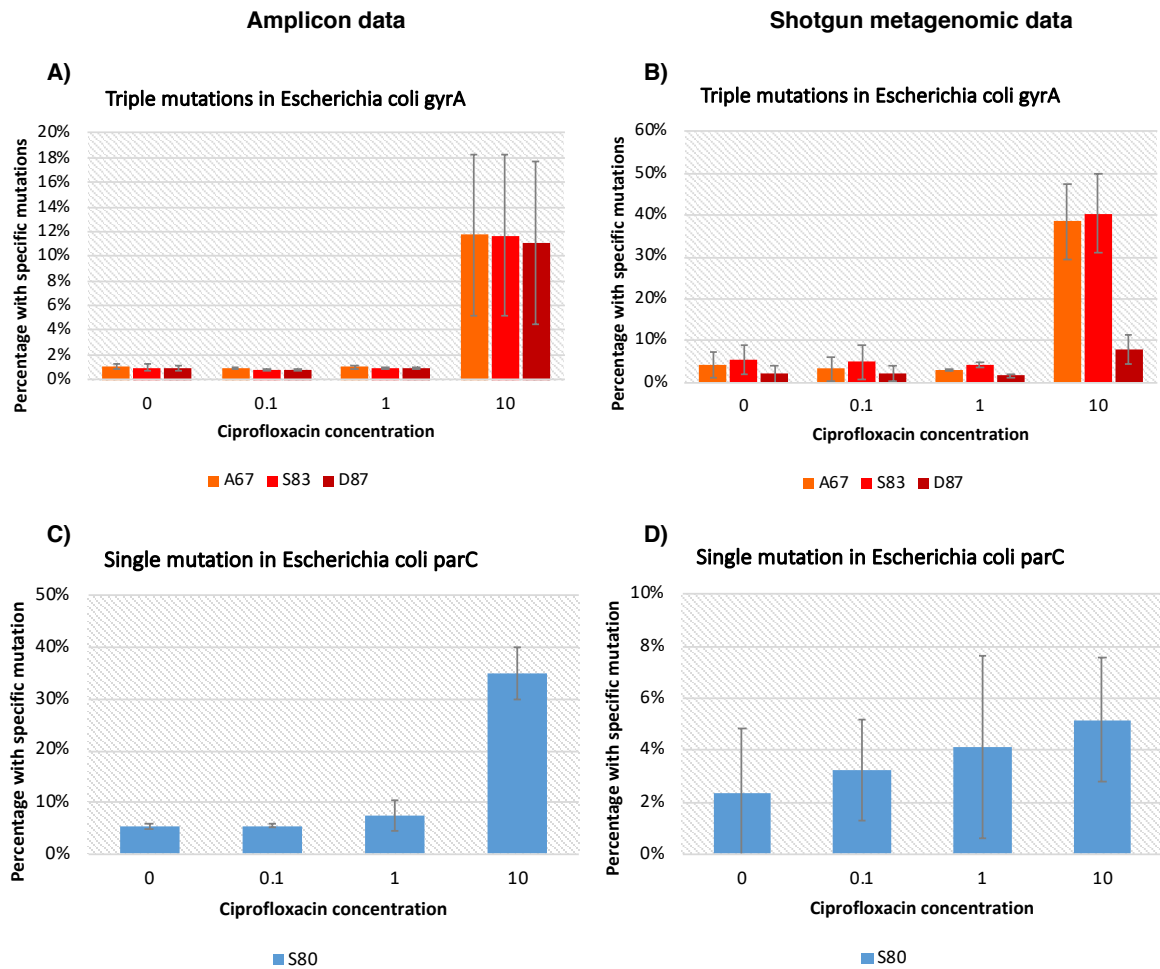 Amplicon data
Shotgun metagenomic data
A)
Triple mutations in Escherichia coli gyrA
Percentage with specific mutations
20%
18%
16%
14%
12%
10%
8%
6%
4%
2%
0%
0 0.1 1 10
Ciprofloxacin concentration
A67 S83 D87
B)
Triple mutations in Escherichia coli gyrA
Percentage with specific mutations
60%
50%
40%
30%
20%
10%
0%
0 0.1 1 10
Ciprofloxacin concentration
A67 S83 D87
C)
Single mutation in Escherichia coli parC
Percentage with specific mutation
50%
40%
30%
20%
10%
0%
0 0.1 1 10
Ciprofloxacin concentration
S80
D)
Single mutation in Escherichia coli parC
Percentage with specific mutation
10%
8%
6%
4%
2%
0%
0 0.1 1 10
Ciprofloxacin concentration
S80